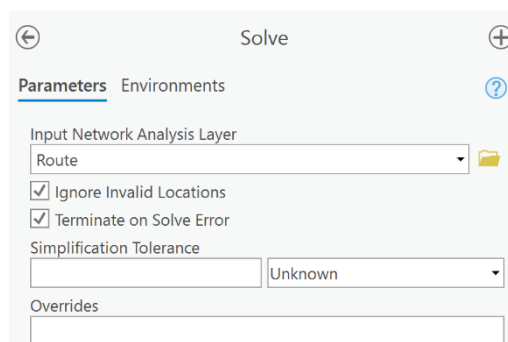 Solve
Parameters Environments
?
Input Network Analysis Layer
Route
Ignore Invalid Locations
Terminate on Solve Error
Simplification Tolerance
Unknown
Overrides